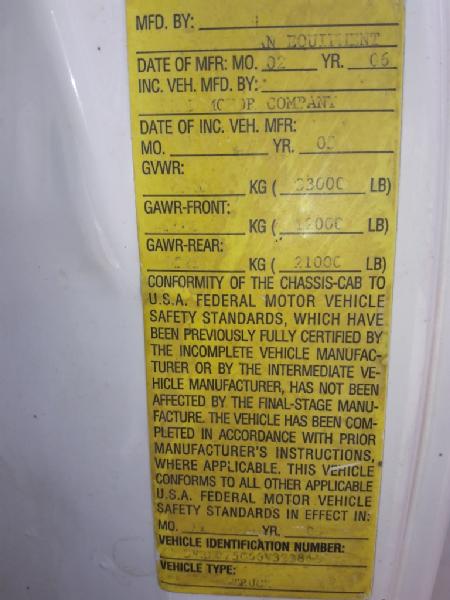 MFD. BY:
EQUIPMENT
DATE OF MFR: MO. 02 YR. 06
INC. VEH. MFD. BY:
COMPANY
DATE OF INC. VEH. MFR:
MO. YR.
GVWR:
KG ( 33000 LB)
GAWR-FRONT:
KG ( 12000 LB)
GAWR-REAR:
KG ( 21000 LB)
CONFORMITY OF THE CHASSIS-CAB TO
U.S.A. FEDERAL MOTOR VEHICLE
SAFETY STANDARDS, WHICH HAVE
BEEN PREVIOUSLY FULLY CERTIFIED BY
THE INCOMPLETE VEHICLE MANUFAC-
TURER OR BY THE INTERMEDIATE VE-
HICLE MANUFACTURER, HAS NOT BEEN
AFFECTED BY THE FINAL-STAGE MANU-
FACTURE. THE VEHICLE HAS BEEN COM-
PLETED IN ACCORDANCE WITH PRIOR
MANUFACTURER'S INSTRUCTIONS,
WHERE APPLICABLE. THIS VEHICLE
CONFORMS TO ALL OTHER APPLICABLE
U.S.A. FEDERAL MOTOR VEHICLE
SAFETY STANDARDS IN EFFECT IN:
MO. YR.
VEHICLE IDENTIFICATION NUMBER:
VEHICLE TYPE:
TRUCK